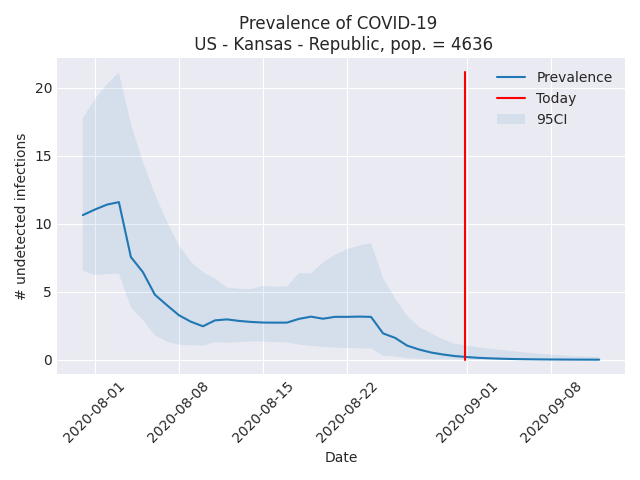 Prevalence of COVID-19
US - Kansas - Republic, pop. = 4636
Prevalence
Today
95CI
# undetected infections
20
15
10
5
0
2020-08-01
2020-08-08
2020-08-15
2020-08-22
2020-09-01
2020-09-08
Date